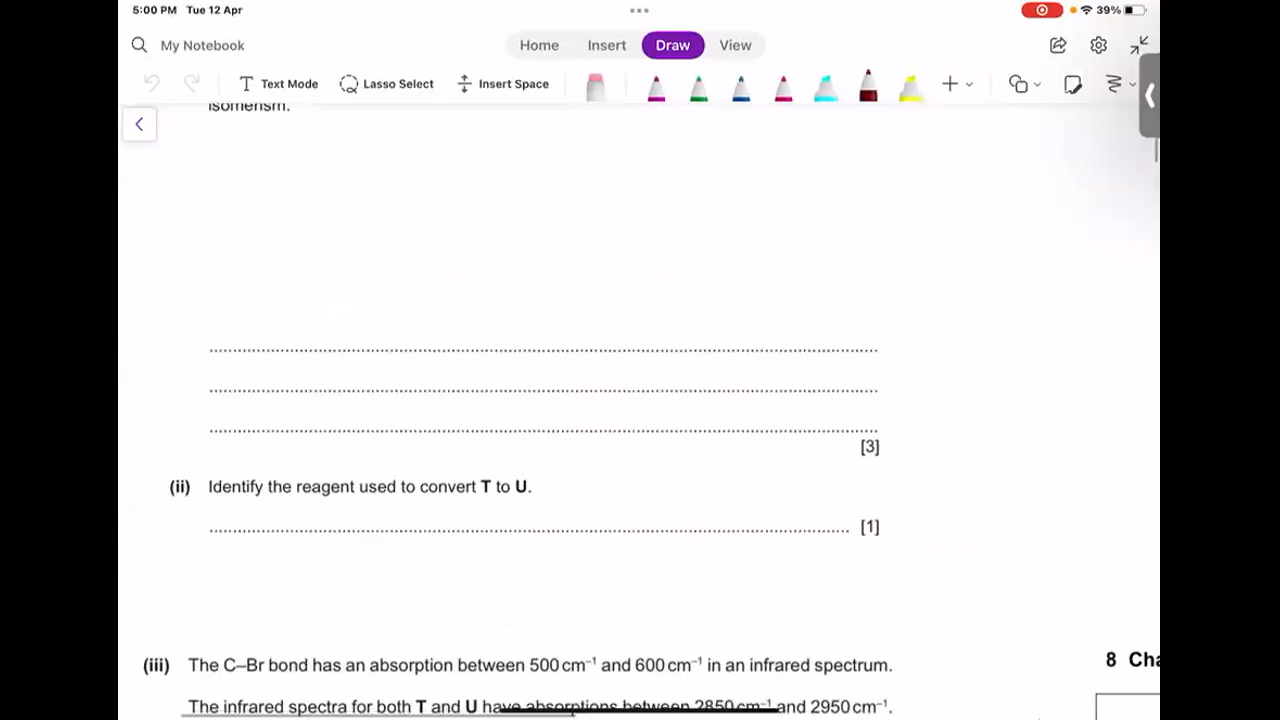 5:00 PM Tue 12 Apr
39%
My Notebook
Home Insert Draw View
Text Mode Lasso Select Insert Space
isomerism.
[3]
(ii) Identify the reagent used to convert T to U.
[1]
(iii) The C–Br bond has an absorption between 500 cm⁻¹ and 600 cm⁻¹ in an infrared spectrum.
8 Cha
The infrared spectra for both T and U have absorptions between 2850 cm⁻¹ and 2950 cm⁻¹.